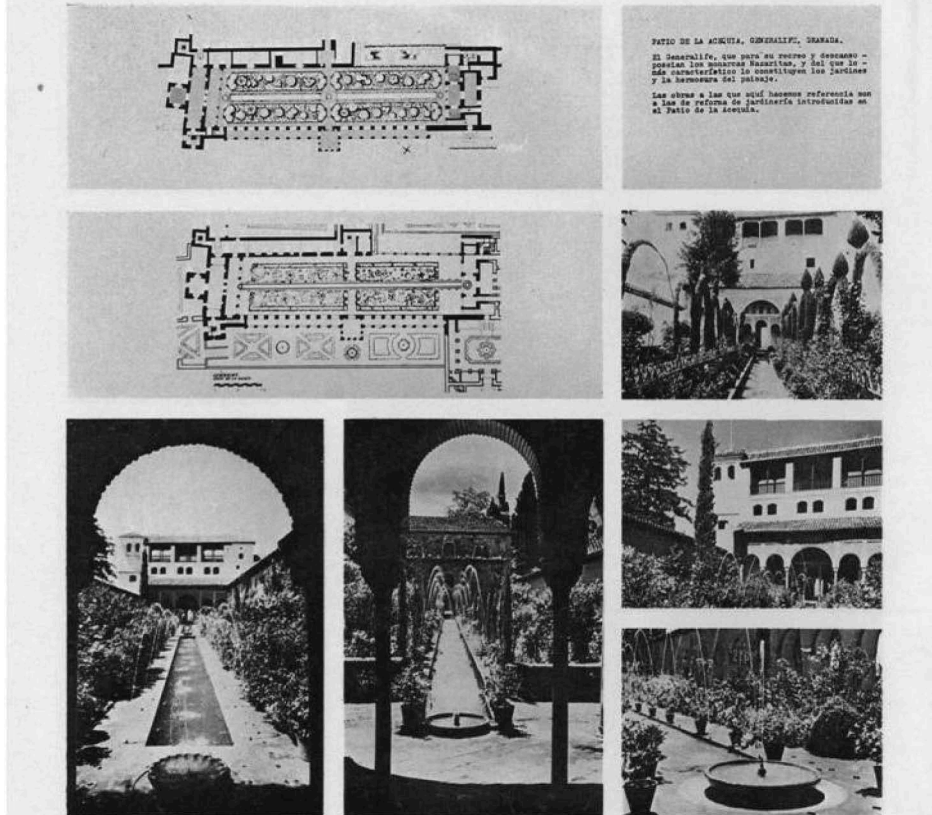 PATIO DE LA ACEQUIA, GENERALIFE, GRANADA.
El Generalife, que para su recreo y descanso -
poseían los monarcas Nazaritas, y del que lo -
más característico lo constituyen los jardines
y la hermosura del paisaje.
Las obras a las que aquí hacemos referencia son
a las de reforma de jardinería introducidas en
el Patio de la Acequia.